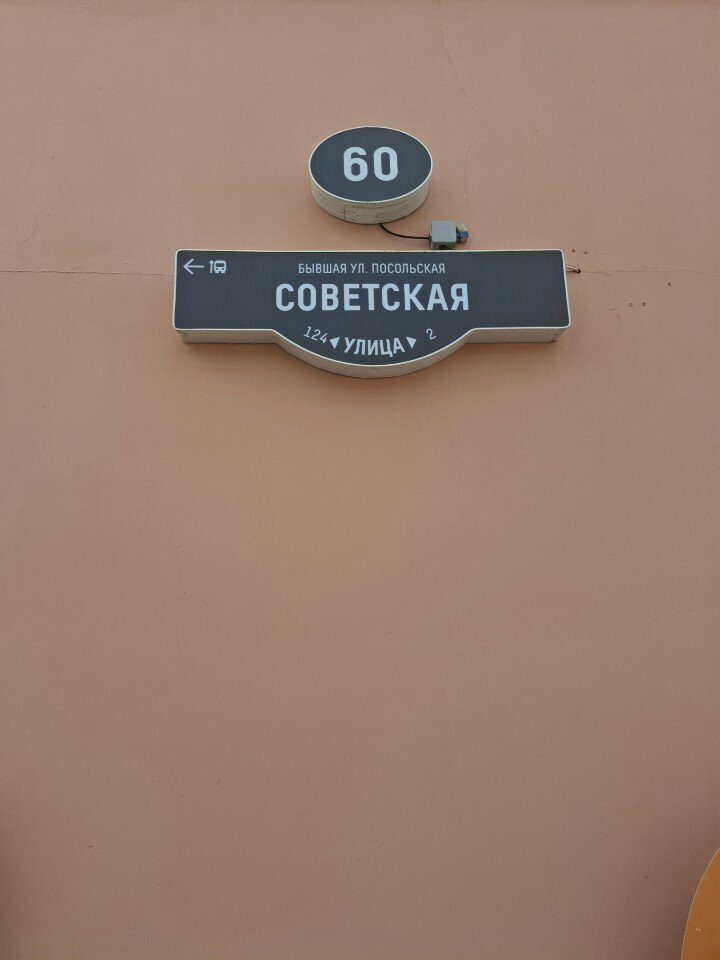 60
БЫВШАЯ УЛ. ПОСОЛЬСКАЯ
СОВЕТСКАЯ
124 УЛИЦА 2